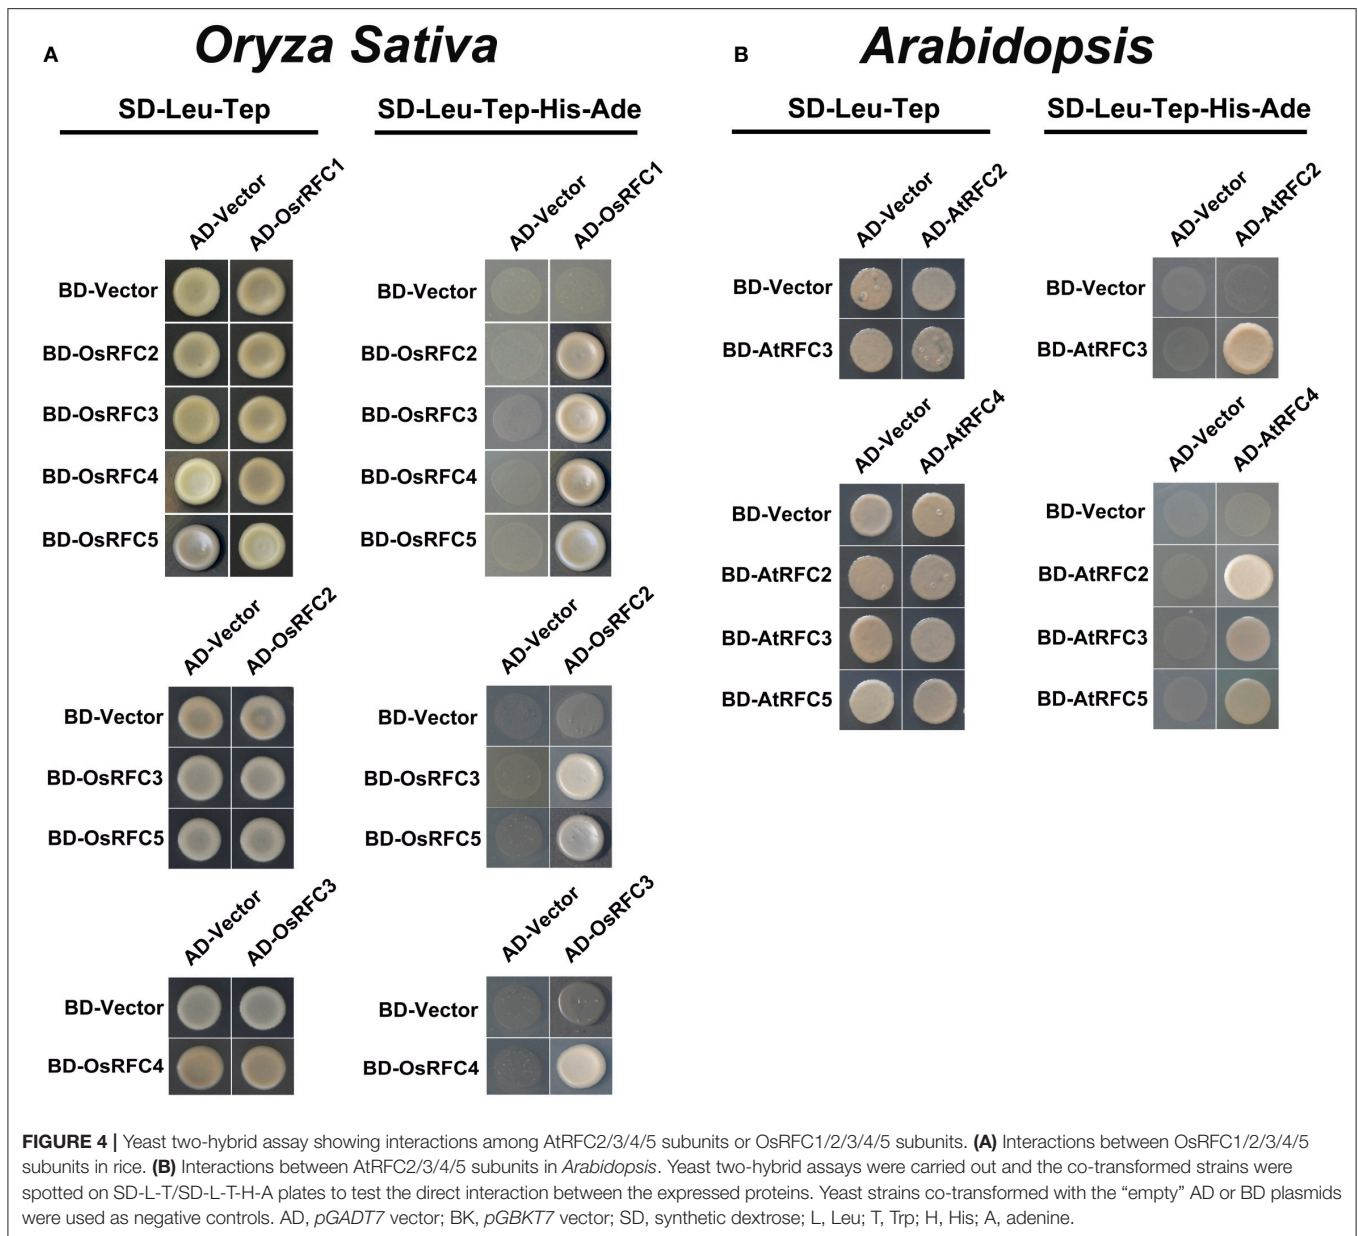 A
Oryza Sativa
SD-Leu-Tep
SD-Leu-Tep-His-Ade
AD-Vector
AD-OsrRFC1
AD-Vector
AD-OsRFC1
BD-Vector
BD-OsRFC2
BD-OsRFC3
BD-OsRFC4
BD-OsRFC5
BD-Vector
BD-OsRFC2
BD-OsRFC3
BD-OsRFC4
BD-OsRFC5
AD-Vector
AD-OsRFC2
AD-Vector
AD-OsRFC2
BD-Vector
BD-OsRFC3
BD-OsRFC5
BD-Vector
BD-OsRFC3
BD-OsRFC5
AD-Vector
AD-OsRFC3
AD-Vector
AD-OsRFC3
BD-Vector
BD-OsRFC4
BD-Vector
BD-OsRFC4
B
Arabidopsis
SD-Leu-Tep
SD-Leu-Tep-His-Ade
AD-Vector
AD-AtRFC2
AD-Vector
AD-AtRFC2
BD-Vector
BD-AtRFC3
BD-Vector
BD-AtRFC3
AD-Vector
AD-AtRFC4
AD-Vector
AD-AtRFC4
BD-Vector
BD-AtRFC2
BD-AtRFC3
BD-AtRFC5
BD-Vector
BD-AtRFC2
BD-AtRFC3
BD-AtRFC5
FIGURE 4 | Yeast two-hybrid assay showing interactions among AtRFC2/3/4/5 subunits or OsRFC1/2/3/4/5 subunits. (A) Interactions between OsRFC1/2/3/4/5
subunits in rice. (B) Interactions between AtRFC2/3/4/5 subunits in Arabidopsis. Yeast two-hybrid assays were carried out and the co-transformed strains were
spotted on SD-L-T/SD-L-T-H-A plates to test the direct interaction between the expressed proteins. Yeast strains co-transformed with the “empty” AD or BD plasmids
were used as negative controls. AD, pGADT7 vector; BK, pGBKT7 vector; SD, synthetic dextrose; L, Leu; T, Trp; H, His; A, adenine.